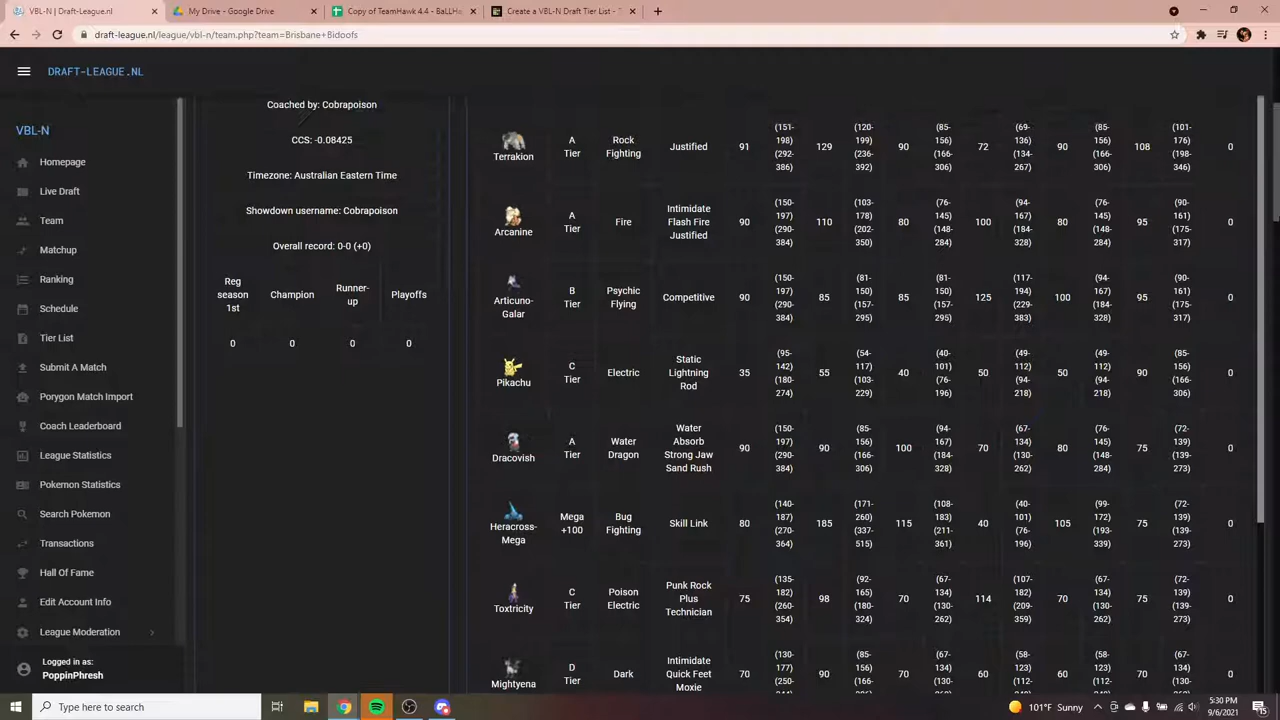 VBL-N | Draft-League.nl
My Drive - Google Drive
Copy of TeamHawk 4.4 - BaLLHa
Create a VBL-N Draft Tier List - T
draft-league.nl/league/vbl-n/team.php?team=Brisbane+Bidoofs
DRAFT-LEAGUE.NL
VBL-N
Homepage
Live Draft
Team
Matchup
Ranking
Schedule
Tier List
Submit A Match
Porygon Match Import
Coach Leaderboard
League Statistics
Pokemon Statistics
Search Pokemon
Transactions
Hall Of Fame
Edit Account Info
League Moderation
Logged in as:
PoppinPhresh
Coached by: Cobrapoison
CCS: -0.08425
Timezone: Australian Eastern Time
Showdown username: Cobrapoison
Overall record: 0-0 (+0)
Reg season 1st Champion Runner-up Playoffs
0 0 0 0
Terrakion A Tier Rock Fighting Justified 91 (151-198) (292-386) 129 (120-199) (236-392) 90 (85-156) (166-306) 72 (69-136) (134-267) 90 (85-156) (166-306) 108 (101-176) (198-346) 0
Arcanine A Tier Fire Intimidate Flash Fire Justified 90 (150-197) (290-384) 110 (103-178) (202-350) 80 (76-145) (148-284) 100 (94-167) (184-328) 80 (76-145) (148-284) 95 (90-161) (175-317) 0
Articuno-Galar B Tier Psychic Flying Competitive 90 (150-197) (290-384) 85 (81-150) (157-295) 85 (81-150) (157-295) 125 (117-194) (229-383) 100 (94-167) (184-328) 95 (90-161) (175-317) 0
Pikachu C Tier Electric Static Lightning Rod 35 (95-142) (180-274) 55 (54-117) (103-229) 40 (40-101) (76-196) 50 (49-112) (94-218) 50 (49-112) (94-218) 90 (85-156) (166-306) 0
Dracovish A Tier Water Dragon Water Absorb Strong Jaw Sand Rush 90 (150-197) (290-384) 90 (85-156) (166-306) 100 (94-167) (184-328) 70 (67-134) (130-262) 80 (76-145) (148-284) 75 (72-139) (139-273) 0
Heracross-Mega Mega +100 Bug Fighting Skill Link 80 (140-187) (270-364) 185 (171-260) (337-515) 115 (108-183) (211-361) 40 (40-101) (76-196) 105 (99-172) (193-339) 75 (72-139) (139-273) 0
Toxtricity C Tier Poison Electric Punk Rock Plus Technician 75 (135-182) (260-354) 98 (92-165) (180-324) 70 (67-134) (130-262) 114 (107-182) (209-359) 70 (67-134) (130-262) 75 (72-139) (139-273) 0
Mightyena D Tier Dark Intimidate Quick Feet Moxie 70 (130-177) (250- 90 (85-156) (166- 70 (67-134) (130- 60 (58-123) (112- 60 (58-123) (112- 70 (67-134) (130- 0
Type here to search
101°F Sunny
5:30 PM
9/6/2021
15